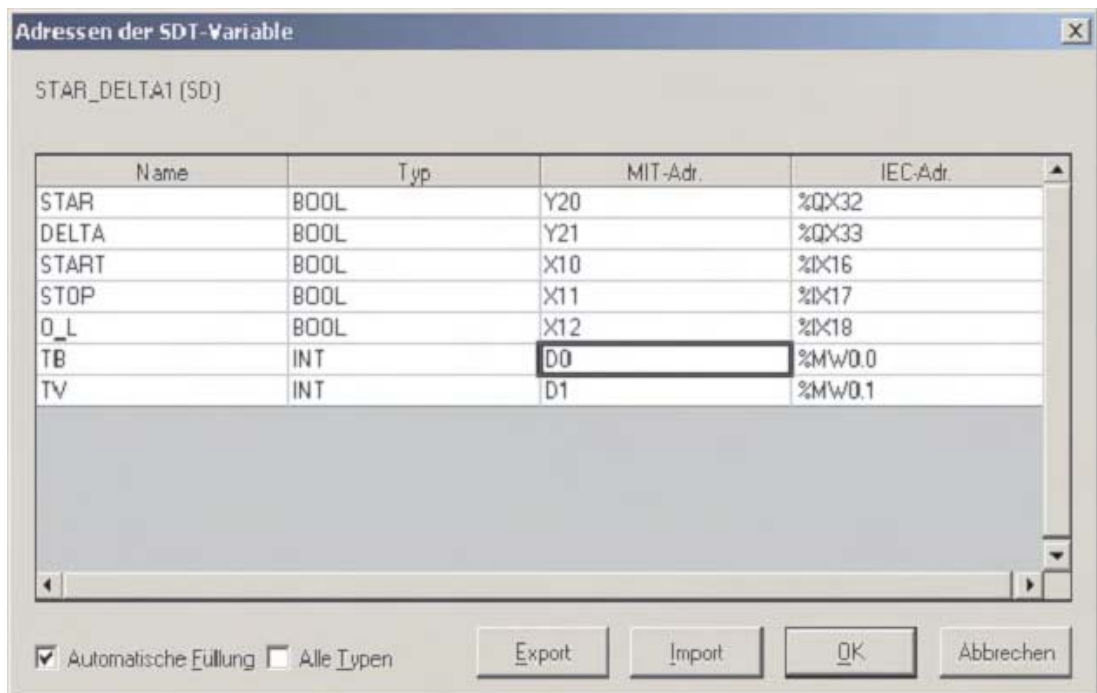 Adressen der SDT-Variable
STAR_DELTA1 (SD)
Name Typ MIT-Adr. IEC-Adr.
STAR BOOL Y20 %QX32
DELTA BOOL Y21 %QX33
START BOOL X10 %IX16
STOP BOOL X11 %IX17
O_L BOOL X12 %IX18
TB INT D0 %MW0.0
TV INT D1 %MW0.1
Automatische Füllung Alle Typen Export Import OK Abbrechen